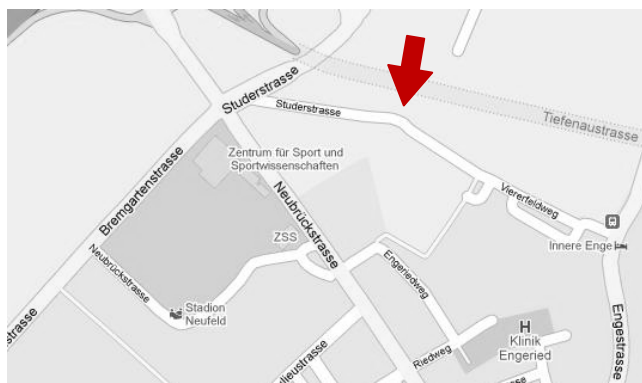 Studerstrasse
Studerstrasse
Tiefenaustrasse
Bremgartenstrasse
Zentrum für Sport und
Sportwissenschaften
Neubrückstrasse
Viererfeldweg
ZSS
Innere Enge
Neubrückstrasse
Engeriedweg
Stadion
Neufeld
H
Klinik
Engeried
Engestrasse
Riedweg